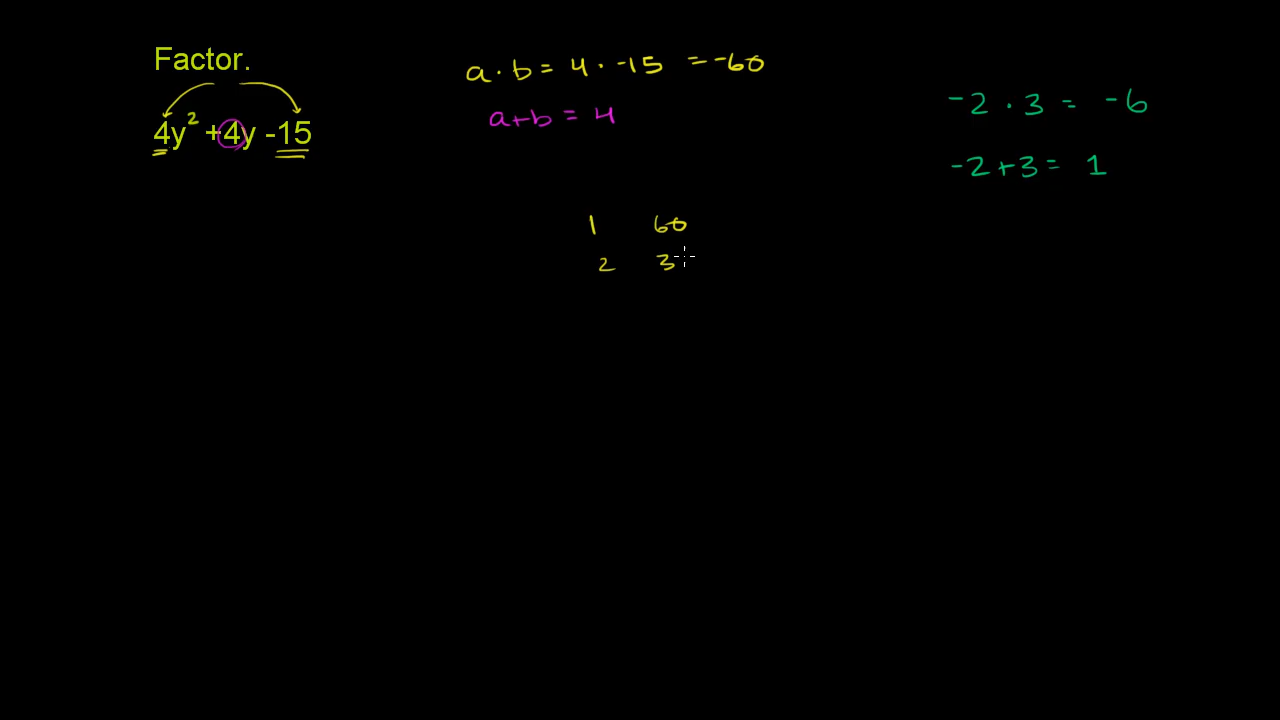 Factor.
4y² + 4y - 15
a · b = 4 · -15 = -60
a + b = 4
-2 · 3 = -6
-2 + 3 = 1
1 60
2 3